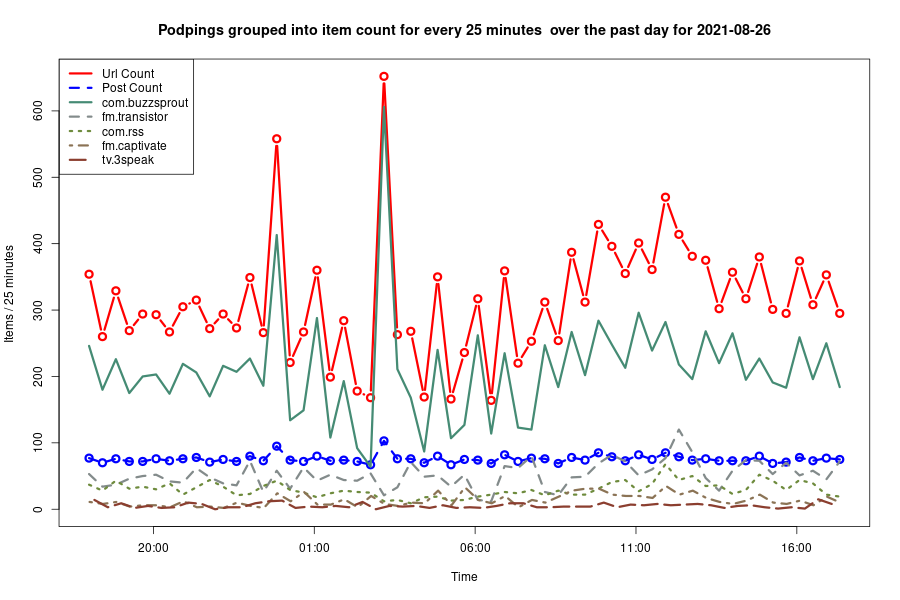 Podpings grouped into item count for every 25 minutes  over the past day for 2021-08-26
Url Count
Post Count
com.buzzsprout
fm.transistor
com.rss
fm.captivate
tv.3speak
Items / 25 minutes
600
500
400
300
200
100
0
20:00 01:00 06:00 11:00 16:00
Time